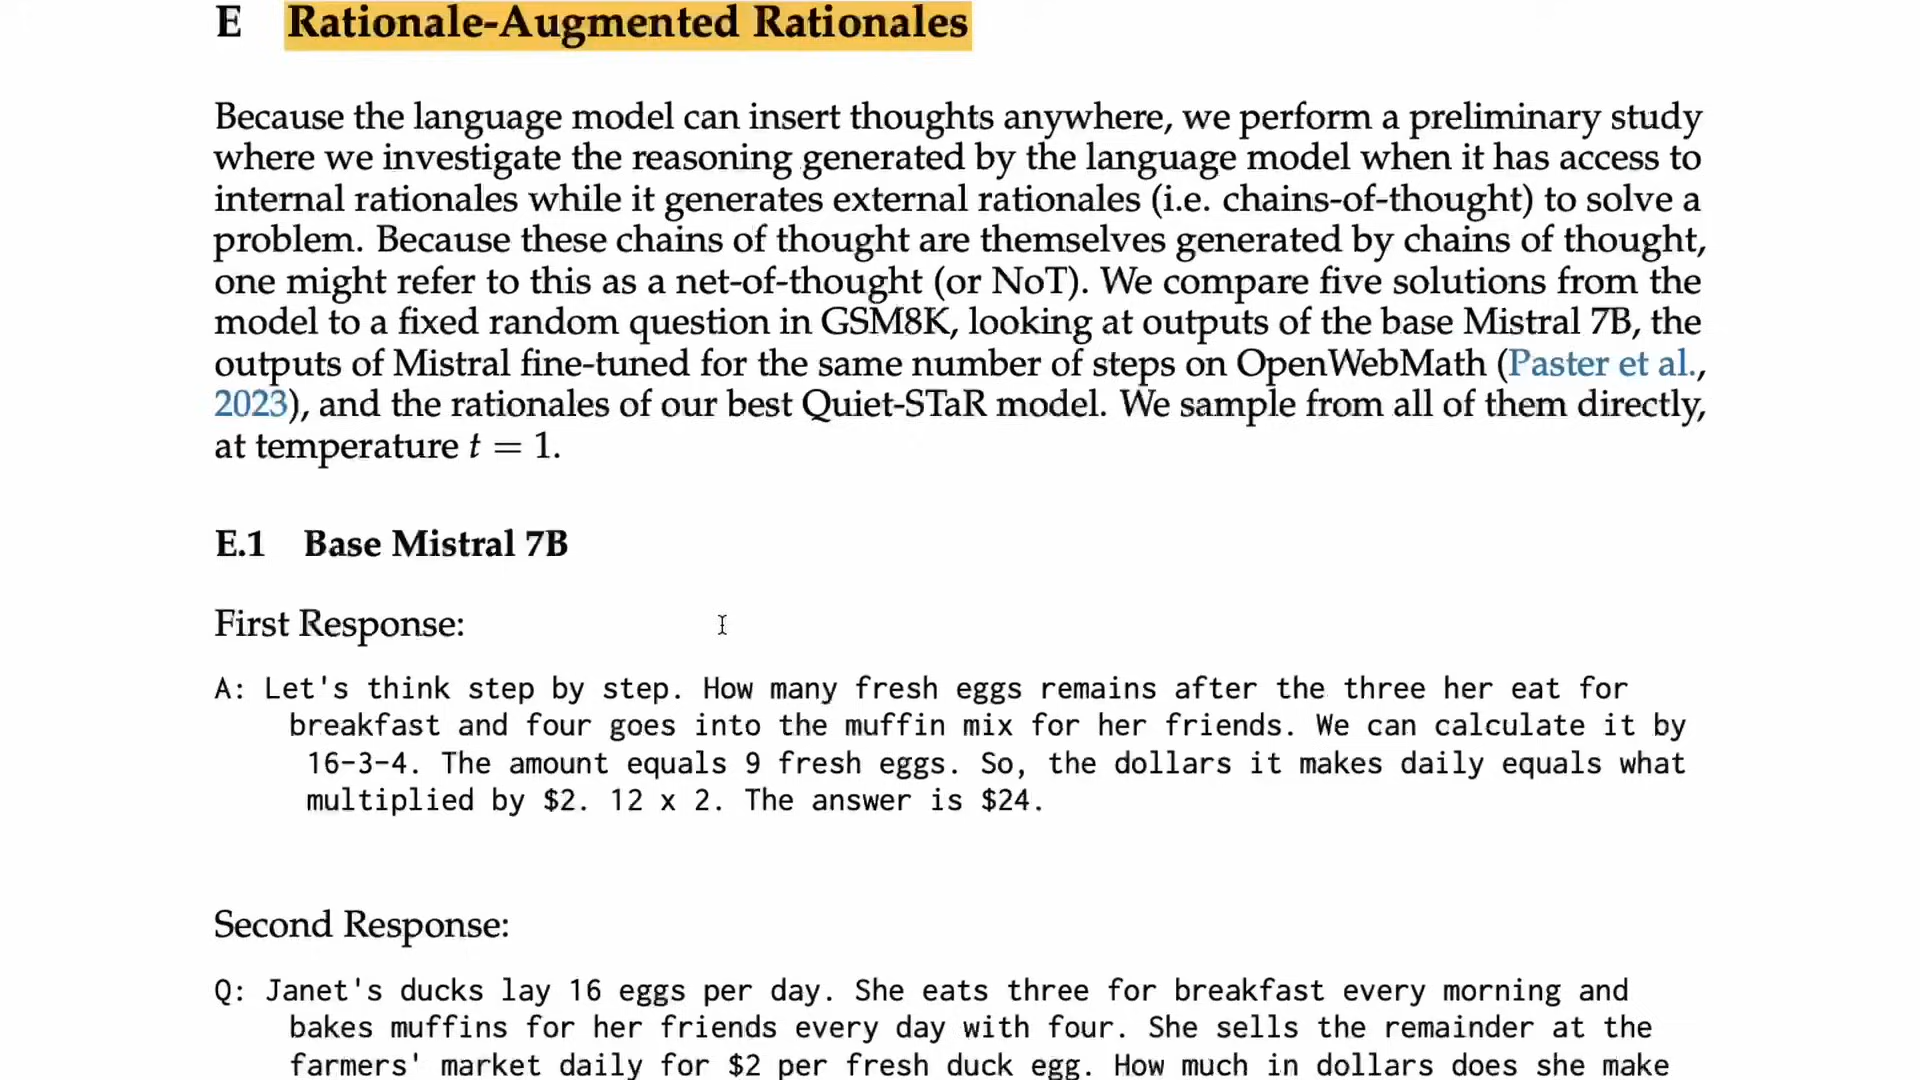 E Rationale-Augmented Rationales
Because the language model can insert thoughts anywhere, we perform a preliminary study
where we investigate the reasoning generated by the language model when it has access to
internal rationales while it generates external rationales (i.e. chains-of-thought) to solve a
problem. Because these chains of thought are themselves generated by chains of thought,
one might refer to this as a net-of-thought (or NoT). We compare five solutions from the
model to a fixed random question in GSM8K, looking at outputs of the base Mistral 7B, the
outputs of Mistral fine-tuned for the same number of steps on OpenWebMath (Paster et al.,
2023), and the rationales of our best Quiet-STaR model. We sample from all of them directly,
at temperature t = 1.
E.1 Base Mistral 7B
First Response:
A: Let's think step by step. How many fresh eggs remains after the three her eat for
breakfast and four goes into the muffin mix for her friends. We can calculate it by
16-3-4. The amount equals 9 fresh eggs. So, the dollars it makes daily equals what
multiplied by $2. 12 x 2. The answer is $24.
Second Response:
Q: Janet's ducks lay 16 eggs per day. She eats three for breakfast every morning and
bakes muffins for her friends every day with four. She sells the remainder at the
farmers' market daily for $2 per fresh duck egg. How much in dollars does she make